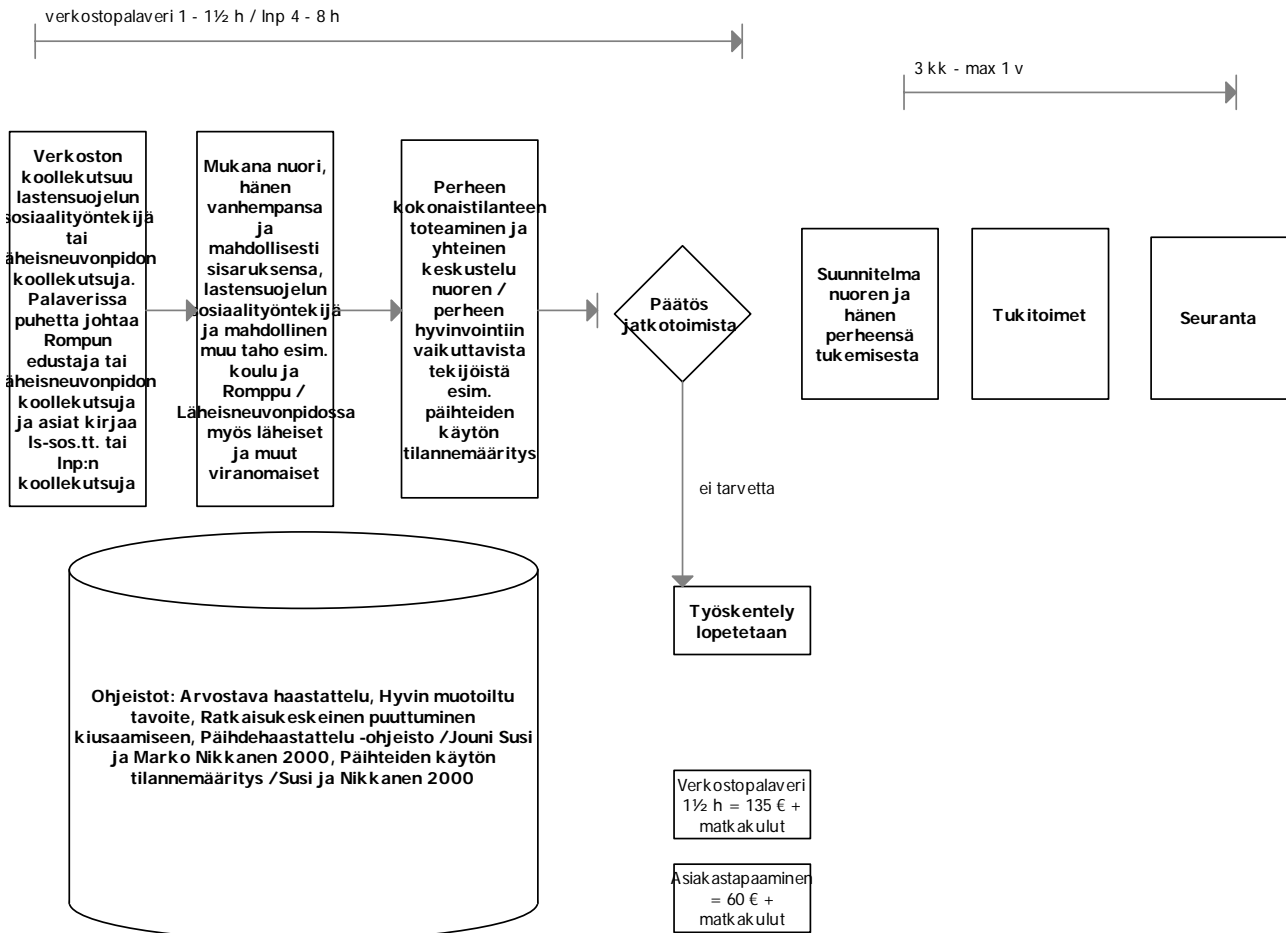 verkostopalaveri 1 - 1½ h / lnp 4 - 8 h
3 kk - max 1 v
Verkoston
koollekutsuu
lastensuojelun
sosiaalityöntekijä
tai
äheisneuvonpidon
koollekutsuja.
Palaverissa
puhetta johtaa
Rompun
edustaja tai
äheisneuvonpidon
koollekutsuja
ja asiat kirjaa
ls-sos.tt. tai
lnp:n
koollekutsuja
Mukana nuori,
hänen
vanhempansa
ja
mahdollisesti
sisaruksensa,
lastensuojelun
sosiaalityöntekijä
ja mahdollinen
muu taho esim.
koulu ja
Romppu /
Läheisneuvonpidossa
myös läheiset
ja muut
viranomaiset
Perheen
kokonaistilanteen
toteaminen ja
yhteinen
keskustelu
nuoren /
perheen
hyvinvointiin
vaikuttavista
tekijöistä
esim.
päihteiden
käytön
tilannemääritys
Päätös
jatkotoimista
Suunnitelma
nuoren ja
hänen
perheensä
tukemisesta
Tukitoimet
Seuranta
ei tarvetta
Työskentely
lopetetaan
Ohjeistot: Arvostava haastattelu, Hyvin muotoiltu
tavoite, Ratkaisukeskeinen puuttuminen
kiusaamiseen, Päihdehaastattelu -ohjeisto /Jouni Susi
ja Marko Nikkanen 2000, Päihteiden käytön
tilannemääritys /Susi ja Nikkanen 2000
Verkostopalaveri
1½ h = 135 € +
matkakulut
Asiakastapaaminen
= 60 € +
matkakulut